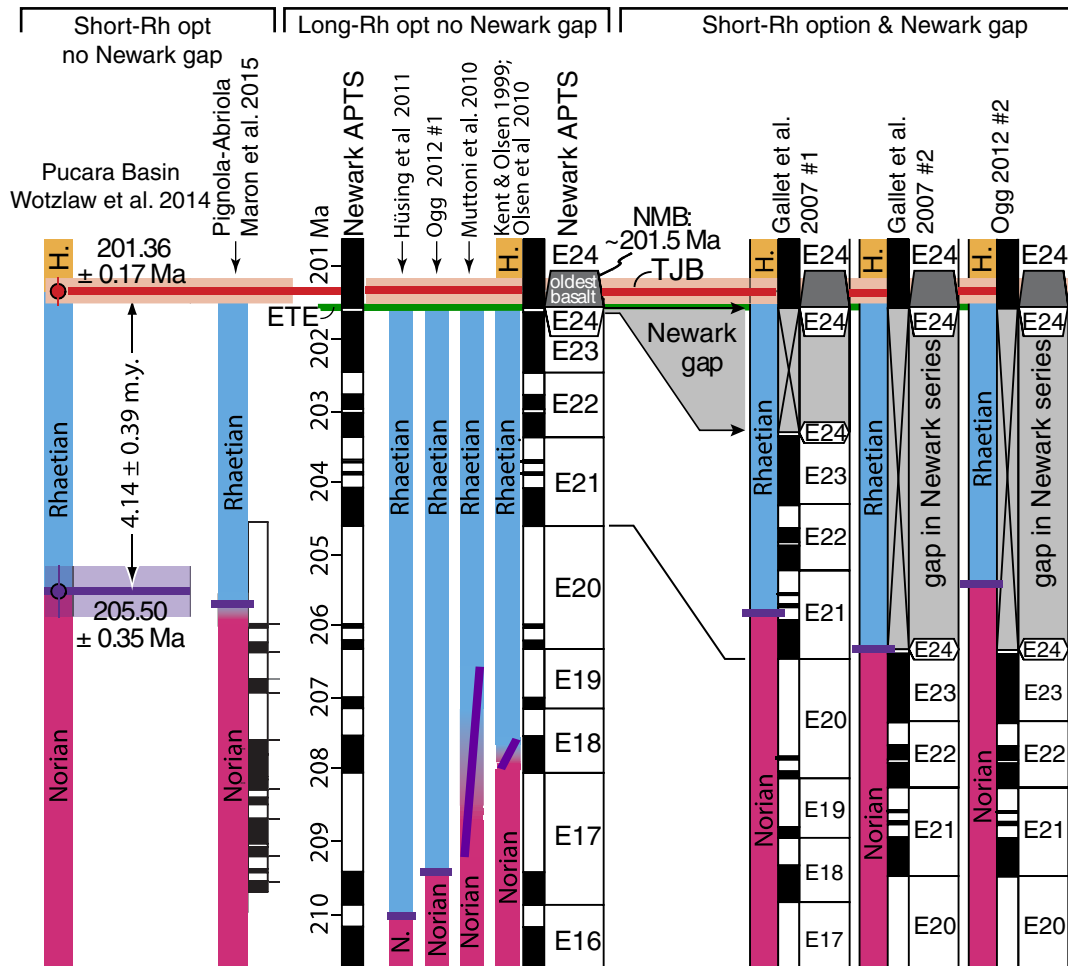 Short-Rh opt
no Newark gap
Long-Rh opt no Newark gap
Short-Rh option & Newark gap
Pucara Basin
Wotzlaw et al. 2014
Pignola-Abriola
Maron et al. 2015
Newark APTS
Hüsing et al 2011
Ogg 2012 #1
Muttoni et al. 2010
Kent & Olsen 1999;
Olsen et al 2010
Newark APTS
Gallet et al.
2007 #1
Gallet et al.
2007 #2
Ogg 2012 #2
NMB:
~201.5 Ma
TJB
H.
201.36
± 0.17 Ma
ETE
4.14 ± 0.39 m.y.
205.50
± 0.35 Ma
Rhaetian
Norian
Rhaetian
Norian
201 Ma
202
203
204
205
206
207
208
209
210
Rhaetian
N.
Rhaetian
Norian
Rhaetian
Norian
H.
Rhaetian
Norian
E24
oldest
basalt
E24
E23
E22
E21
E20
E19
E18
E17
E16
Newark
gap
H.
Rhaetian
Norian
E24
E24
E24
E23
E22
E21
E20
E19
E18
E17
H.
Rhaetian
Norian
E24
E24
gap in Newark series
E24
E23
E22
E21
E20
H.
Rhaetian
Norian
E24
E24
gap in Newark series
E24
E23
E22
E21
E20